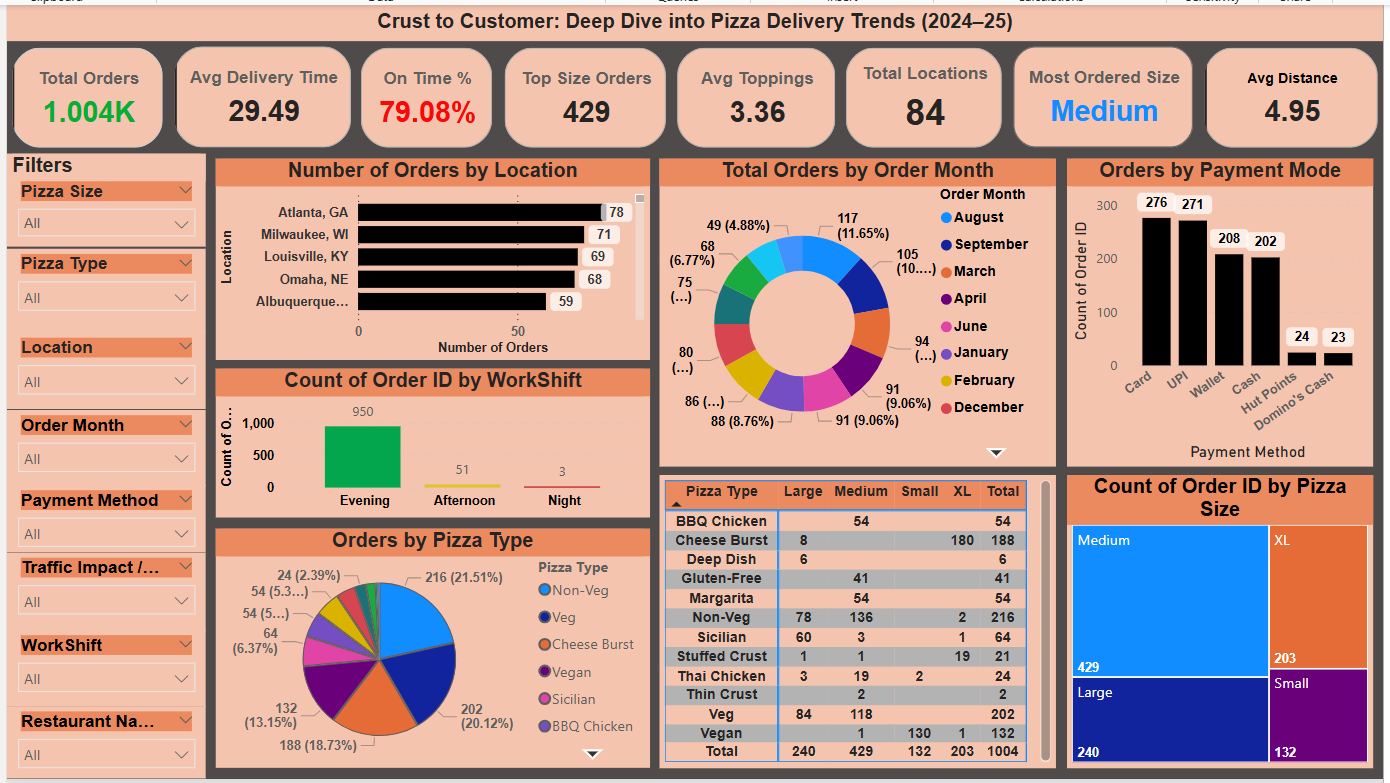 Crust to Customer: Deep Dive into Pizza Delivery Trends (2024–25)
Total Orders
1.004K
Avg Delivery Time
29.49
On Time %
79.08%
Top Size Orders
429
Avg Toppings
3.36
Total Locations
84
Most Ordered Size
Medium
Avg Distance
4.95
Filters
Pizza Size
All
Pizza Type
All
Location
All
Order Month
All
Payment Method
All
Traffic Impact /...
All
WorkShift
All
Restaurant Na...
All
Number of Orders by Location
Location
Atlanta, GA 78
Milwaukee, WI 71
Louisville, KY 69
Omaha, NE 68
Albuquerque... 59
0 50
Number of Orders
Count of Order ID by WorkShift
Count of O...
1,000
500
0
950
51
3
Evening Afternoon Night
Orders by Pizza Type
24 (2.39%)
54 (5.3...)
54 (5...)
64
(6.37%)
132
(13.15%)
188 (18.73%)
202
(20.12%)
216 (21.51%)
Pizza Type
Non-Veg
Veg
Cheese Burst
Vegan
Sicilian
BBQ Chicken
Total Orders by Order Month
49 (4.88%)
68
(6.77%)
75
(...)
80
(...)
86 (...)
88 (8.76%)
91 (9.06%)
91
(9.06%)
94
(...)
105
(10....)
117
(11.65%)
Order Month
August
September
March
April
June
January
February
December
Pizza Type Large Medium Small XL Total
BBQ Chicken 54 54
Cheese Burst 8 180 188
Deep Dish 6 6
Gluten-Free 41 41
Margarita 54 54
Non-Veg 78 136 2 216
Sicilian 60 3 1 64
Stuffed Crust 1 1 19 21
Thai Chicken 3 19 2 24
Thin Crust 2 2
Veg 84 118 202
Vegan 1 130 1 132
Total 240 429 132 203 1004
Orders by Payment Mode
Count of Order ID
300
200
100
0
276 271 208 202 24 23
Card UPI Wallet Cash Hut Points Domino's Cash
Payment Method
Count of Order ID by Pizza
Size
Medium
429
Large
240
XL
203
Small
132